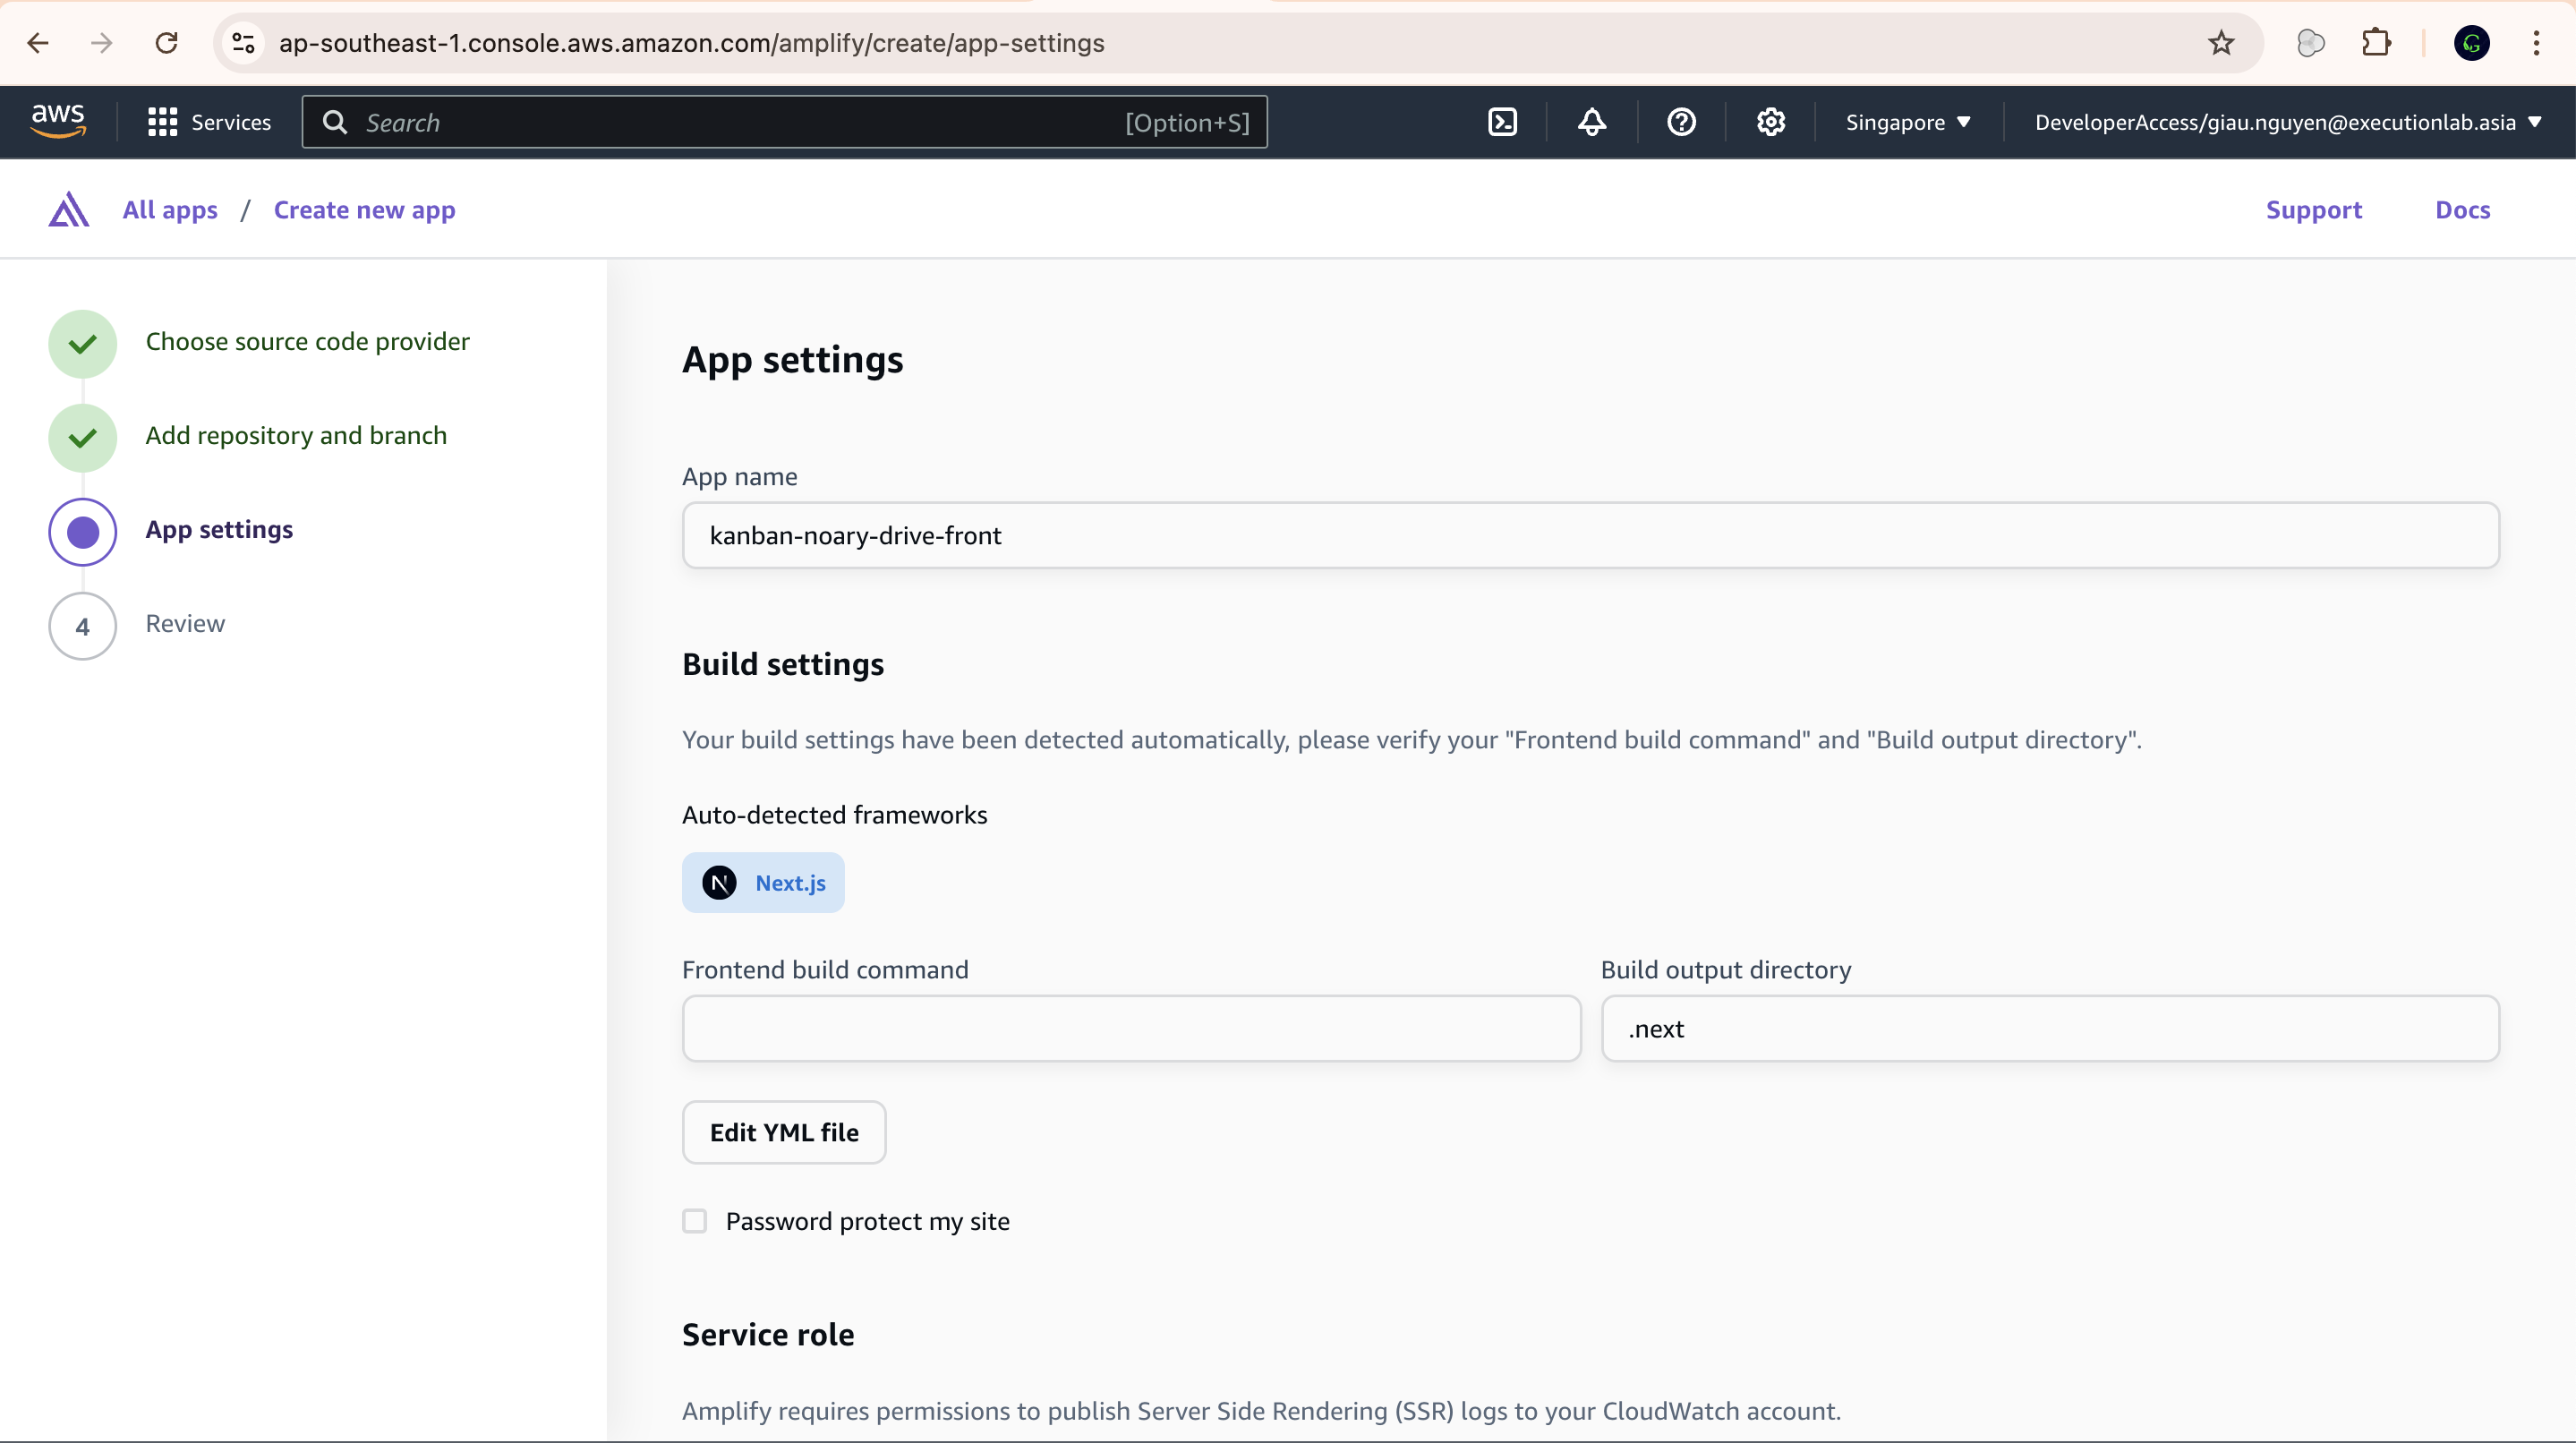 ap-southeast-1.console.aws.amazon.com/amplify/create/app-settings
aws
Services
Search
[Option+S]
Singapore
DeveloperAccess/giau.nguyen@executionlab.asia
All apps / Create new app
Support
Docs
Choose source code provider
Add repository and branch
App settings
4
Review
App settings
App name
kanban-noary-drive-front
Build settings
Your build settings have been detected automatically, please verify your "Frontend build command" and "Build output directory".
Auto-detected frameworks
Next.js
Frontend build command
Build output directory
.next
Edit YML file
Password protect my site
Service role
Amplify requires permissions to publish Server Side Rendering (SSR) logs to your CloudWatch account.